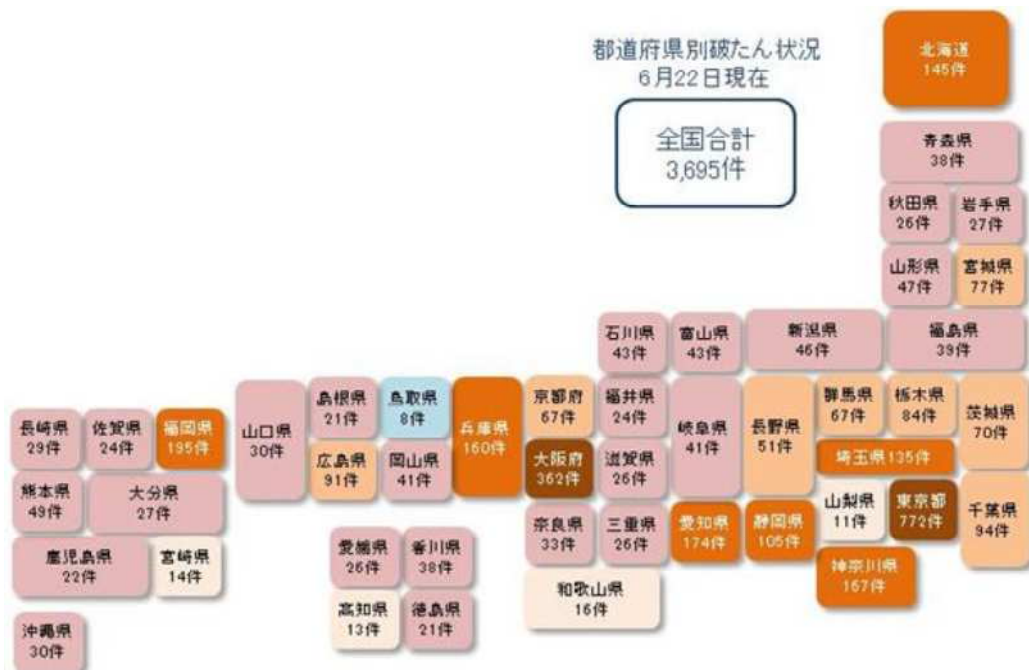 都道府県別破たん状況
6月22日現在
全国合計
3,695件
北海道
145件
青森県
38件
秋田県
26件
岩手県
27件
山形県
47件
宮城県
77件
石川県
43件
富山県
43件
新潟県
46件
福島県
39件
長崎県
29件
佐賀県
24件
福岡県
195件
山口県
30件
島根県
21件
鳥取県
8件
兵庫県
160件
京都府
67件
福井県
24件
岐阜県
41件
長野県
51件
群馬県
67件
栃木県
84件
茨城県
70件
広島県
91件
岡山県
41件
大阪府
362件
滋賀県
26件
埼玉県135件
熊本県
49件
大分県
27件
奈良県
33件
三重県
26件
愛知県
174件
静岡県
105件
山梨県
11件
東京都
772件
千葉県
94件
鹿児島県
22件
宮崎県
14件
愛媛県
26件
香川県
38件
和歌山県
16件
神奈川県
167件
高知県
13件
徳島県
21件
沖縄県
30件